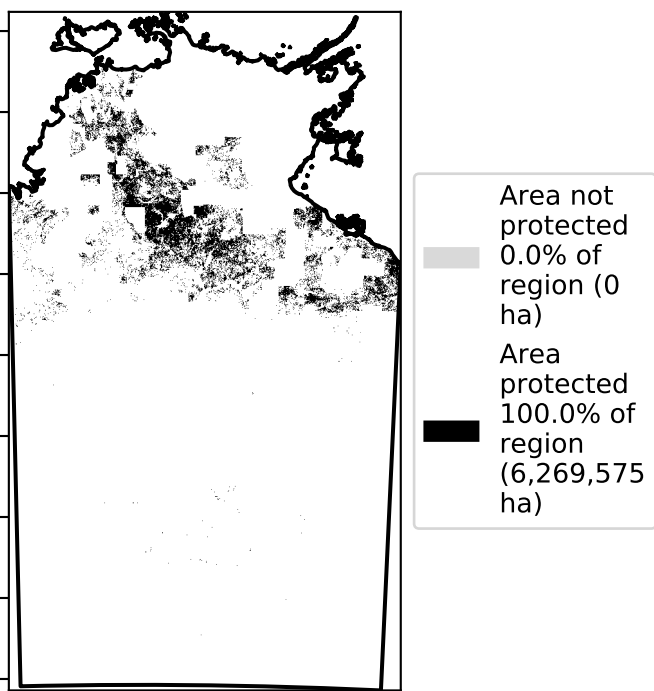 Area not
protected
0.0% of
region (0
ha)
Area
protected
100.0% of
region
(6,269,575
ha)